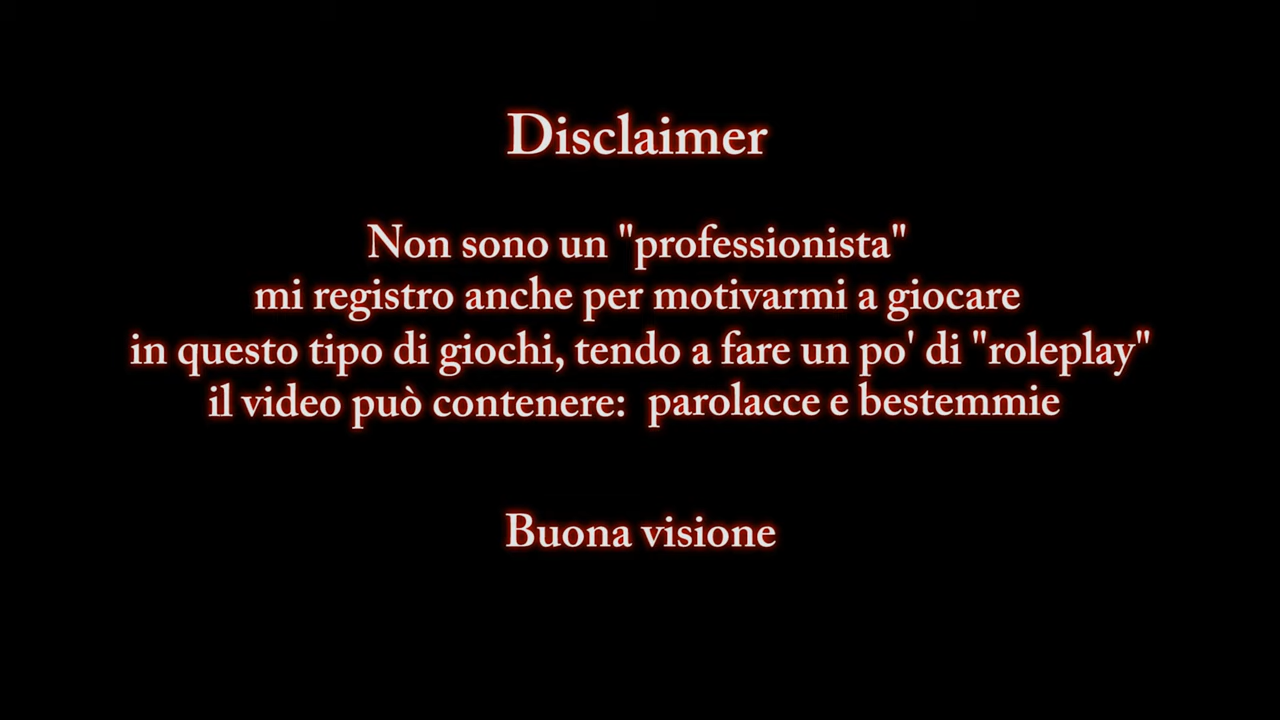 Disclaimer
Non sono un "professionista"
mi registro anche per motivarmi a giocare
in questo tipo di giochi, tendo a fare un po' di "roleplay"
il video può contenere: parolacce e bestemmie
Buona visione